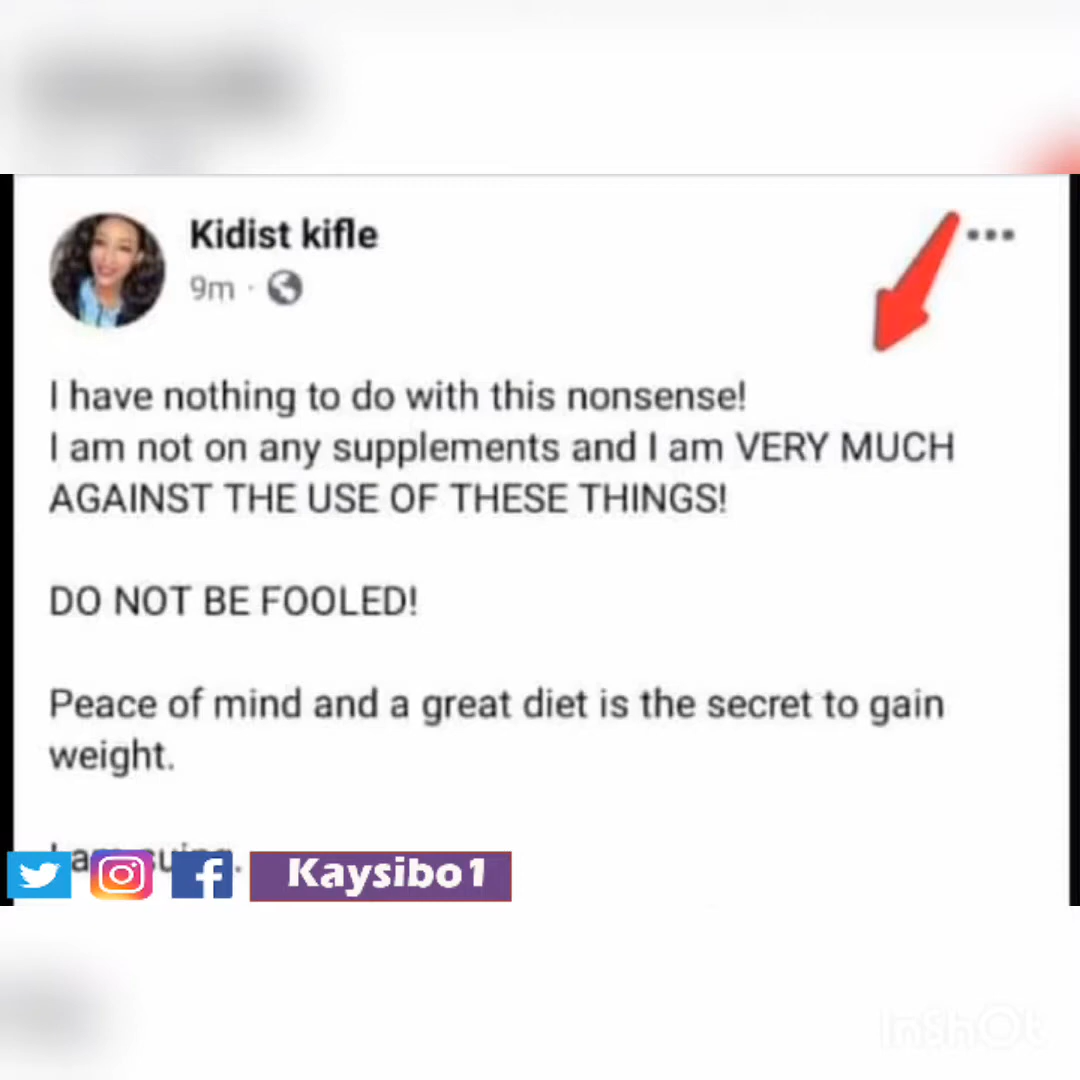 Kidist kifle
9m ·
I have nothing to do with this nonsense!
I am not on any supplements and I am VERY MUCH
AGAINST THE USE OF THESE THINGS!
DO NOT BE FOOLED!
Peace of mind and a great diet is the secret to gain
weight.
Kaysibo1
InShOt